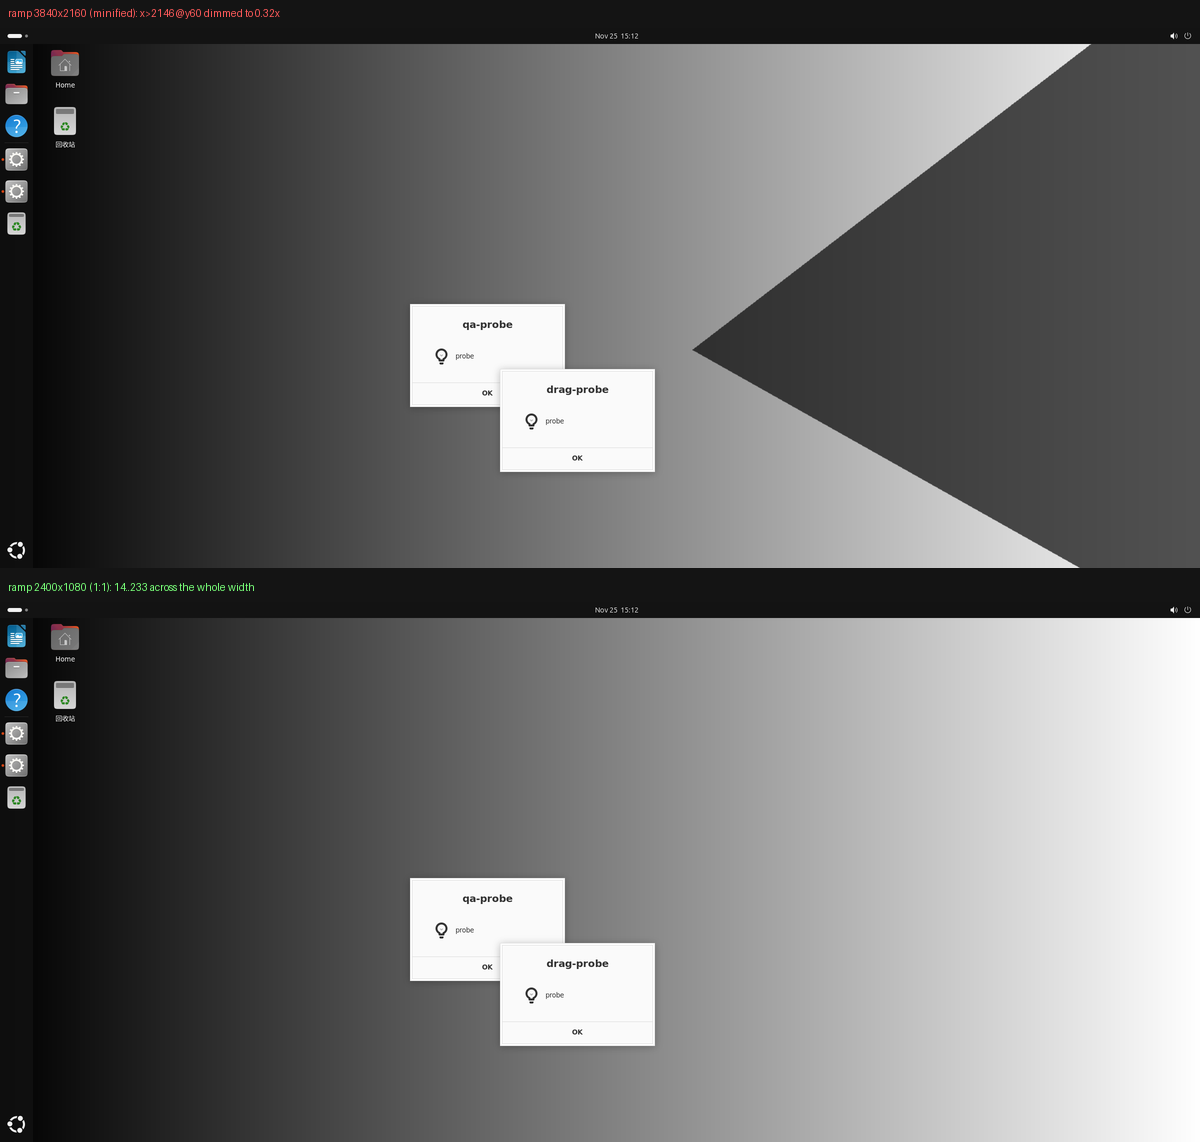 ramp 3840x2160 (minified): x>2146@y60 dimmed to 0.32x
Nov 25 15:12
Home
回收站
qa-probe
probe
OK
drag-probe
probe
OK
ramp 2400x1080 (1:1): 14..233 across the whole width
Nov 25 15:12
Home
回收站
qa-probe
probe
OK
drag-probe
probe
OK